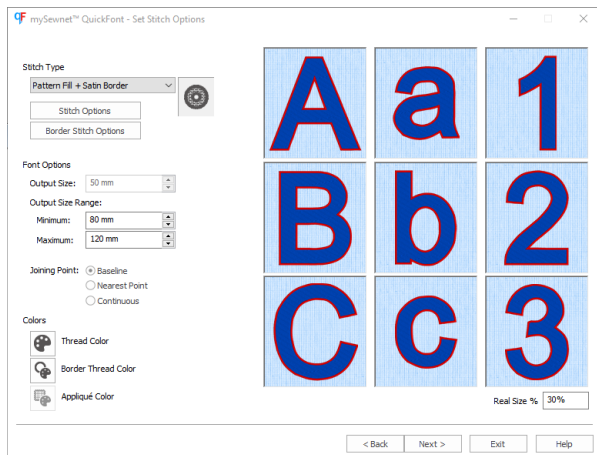 mySewnet™ QuickFont - Set Stitch Options
Stitch Type
Pattern Fill + Satin Border
Stitch Options
Border Stitch Options
Font Options
Output Size: 50 mm
Output Size Range:
Minimum: 80 mm
Maximum: 120 mm
Joining Point: Baseline
Nearest Point
Continuous
Colors
Thread Color
Border Thread Color
Appliqué Color
A a 1
B b 2
C c 3
Real Size % 30%
< Back Next > Exit Help